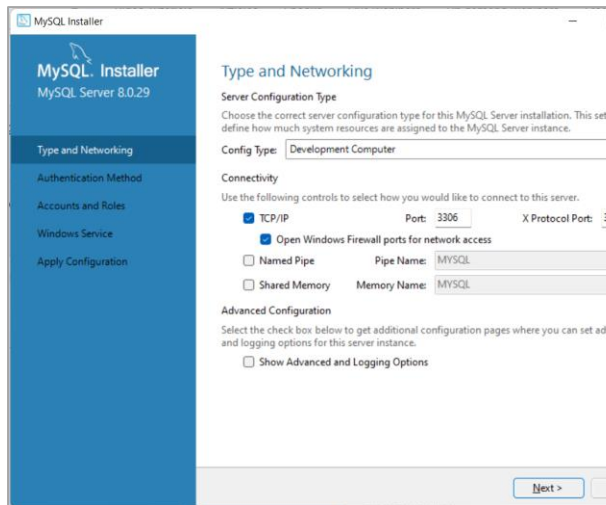 MySQL Installer
MySQL. Installer
MySQL Server 8.0.29
Type and Networking
Authentication Method
Accounts and Roles
Windows Service
Apply Configuration
Type and Networking
Server Configuration Type
Choose the correct server configuration type for this MySQL Server installation. This set
define how much system resources are assigned to the MySQL Server instance.
Config Type: Development Computer
Connectivity
Use the following controls to select how you would like to connect to this server.
TCP/IP Port: 3306 X Protocol Port:
Open Windows Firewall ports for network access
Named Pipe Pipe Name: MYSQL
Shared Memory Memory Name: MYSQL
Advanced Configuration
Select the check box below to get additional configuration pages where you can set ad
and logging options for this server instance.
Show Advanced and Logging Options
Next >